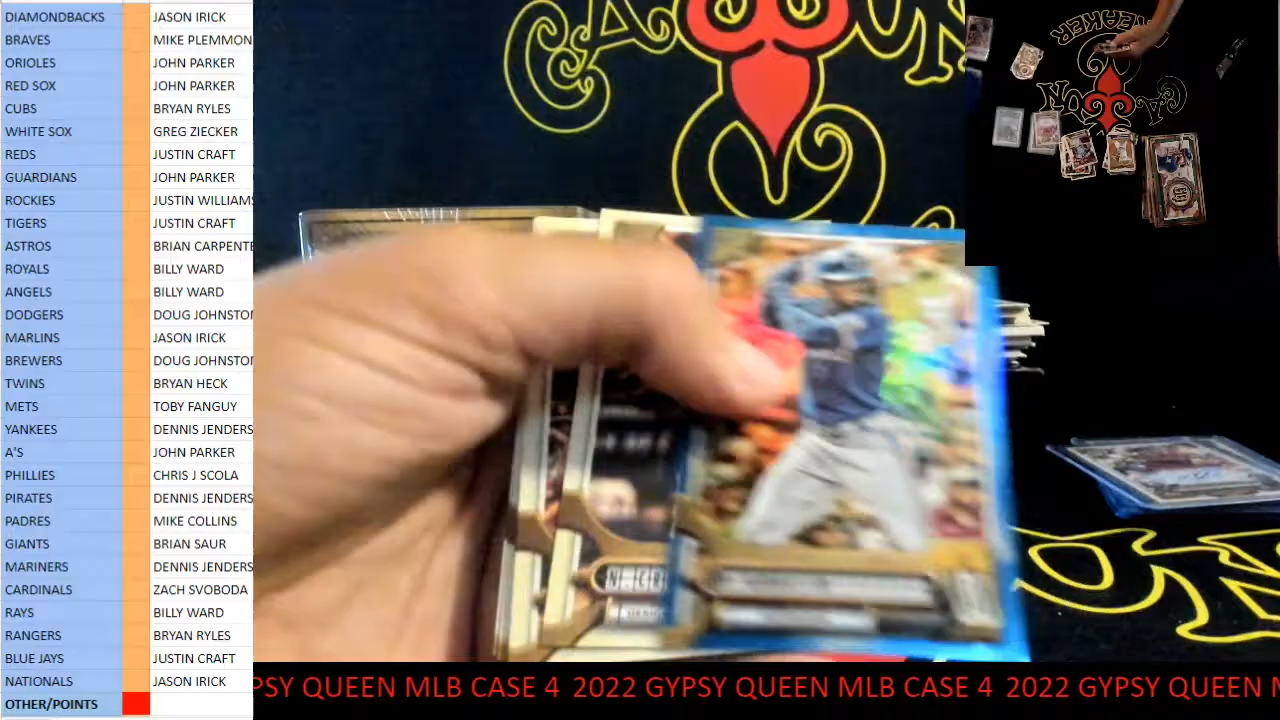 DIAMONDBACKS JASON IRICK
BRAVES MIKE PLEMMON
ORIOLES JOHN PARKER
RED SOX JOHN PARKER
CUBS BRYAN RYLES
WHITE SOX GREG ZIECKER
REDS JUSTIN CRAFT
GUARDIANS JOHN PARKER
ROCKIES JUSTIN WILLIAMS
TIGERS JUSTIN CRAFT
ASTROS BRIAN CARPENTE
ROYALS BILLY WARD
ANGELS BILLY WARD
DODGERS DOUG JOHNSTON
MARLINS JASON IRICK
BREWERS DOUG JOHNSTON
TWINS BRYAN HECK
METS TOBY FANGUY
YANKEES DENNIS JENDERS
A'S JOHN PARKER
PHILLIES CHRIS J SCOLA
PIRATES DENNIS JENDERS
PADRES MIKE COLLINS
GIANTS BRIAN SAUR
MARINERS DENNIS JENDERS
CARDINALS ZACH SVOBODA
RAYS BILLY WARD
RANGERS BRYAN RYLES
BLUE JAYS JUSTIN CRAFT
NATIONALS JASON IRICK
OTHER/POINTS
PSY QUEEN MLB CASE 4 2022 GYPSY QUEEN MLB CASE 4 2022 GYPSY QUEEN